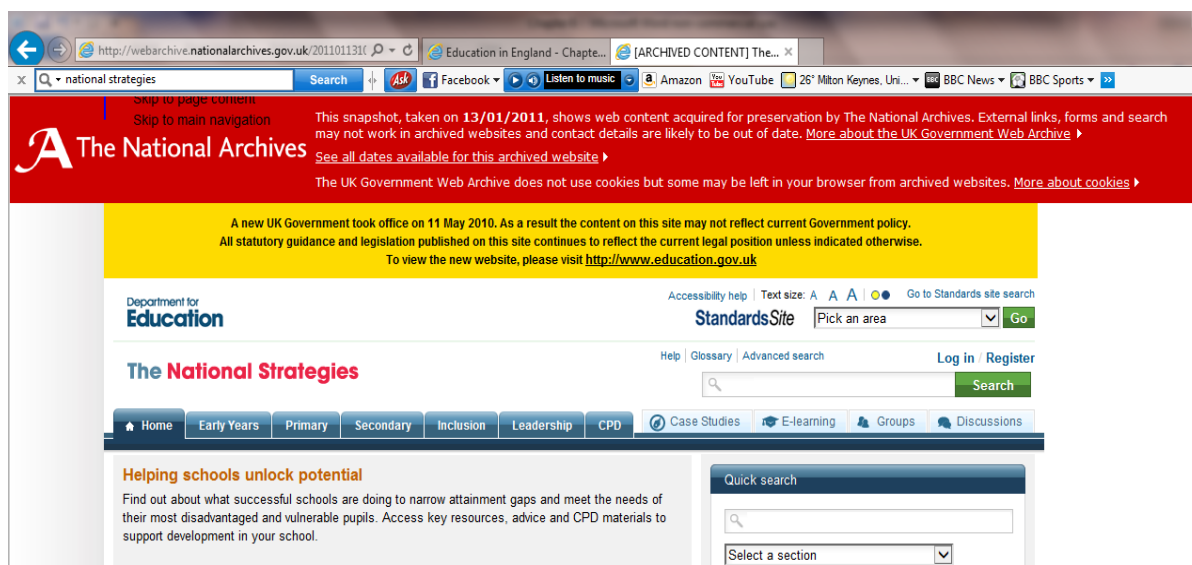 http://webarchive.nationalarchives.gov.uk/2011011310
Education in England - Chapte...
[ARCHIVED CONTENT] The...
national strategies
Search
Ask
Facebook
Listen to music
Amazon
YouTube
26° Milton Keynes, Uni...
BBC News
BBC Sports
Skip to page content
Skip to main navigation
The National Archives
This snapshot, taken on 13/01/2011, shows web content acquired for preservation by The National Archives. External links, forms and search
may not work in archived websites and contact details are likely to be out of date. More about the UK Government Web Archive
See all dates available for this archived website
The UK Government Web Archive does not use cookies but some may be left in your browser from archived websites. More about cookies
A new UK Government took office on 11 May 2010. As a result the content on this site may not reflect current Government policy.
All statutory guidance and legislation published on this site continues to reflect the current legal position unless indicated otherwise.
To view the new website, please visit http://www.education.gov.uk
Department for
Education
Accessibility help | Text size: A A A | Go to Standards site search
StandardsSite Pick an area Go
The National Strategies
Help | Glossary | Advanced search
Log in / Register
Search
Home Early Years Primary Secondary Inclusion Leadership CPD
Case Studies E-learning Groups Discussions
Helping schools unlock potential
Find out about what successful schools are doing to narrow attainment gaps and meet the needs of
their most disadvantaged and vulnerable pupils. Access key resources, advice and CPD materials to
support development in your school.
Quick search
Select a section